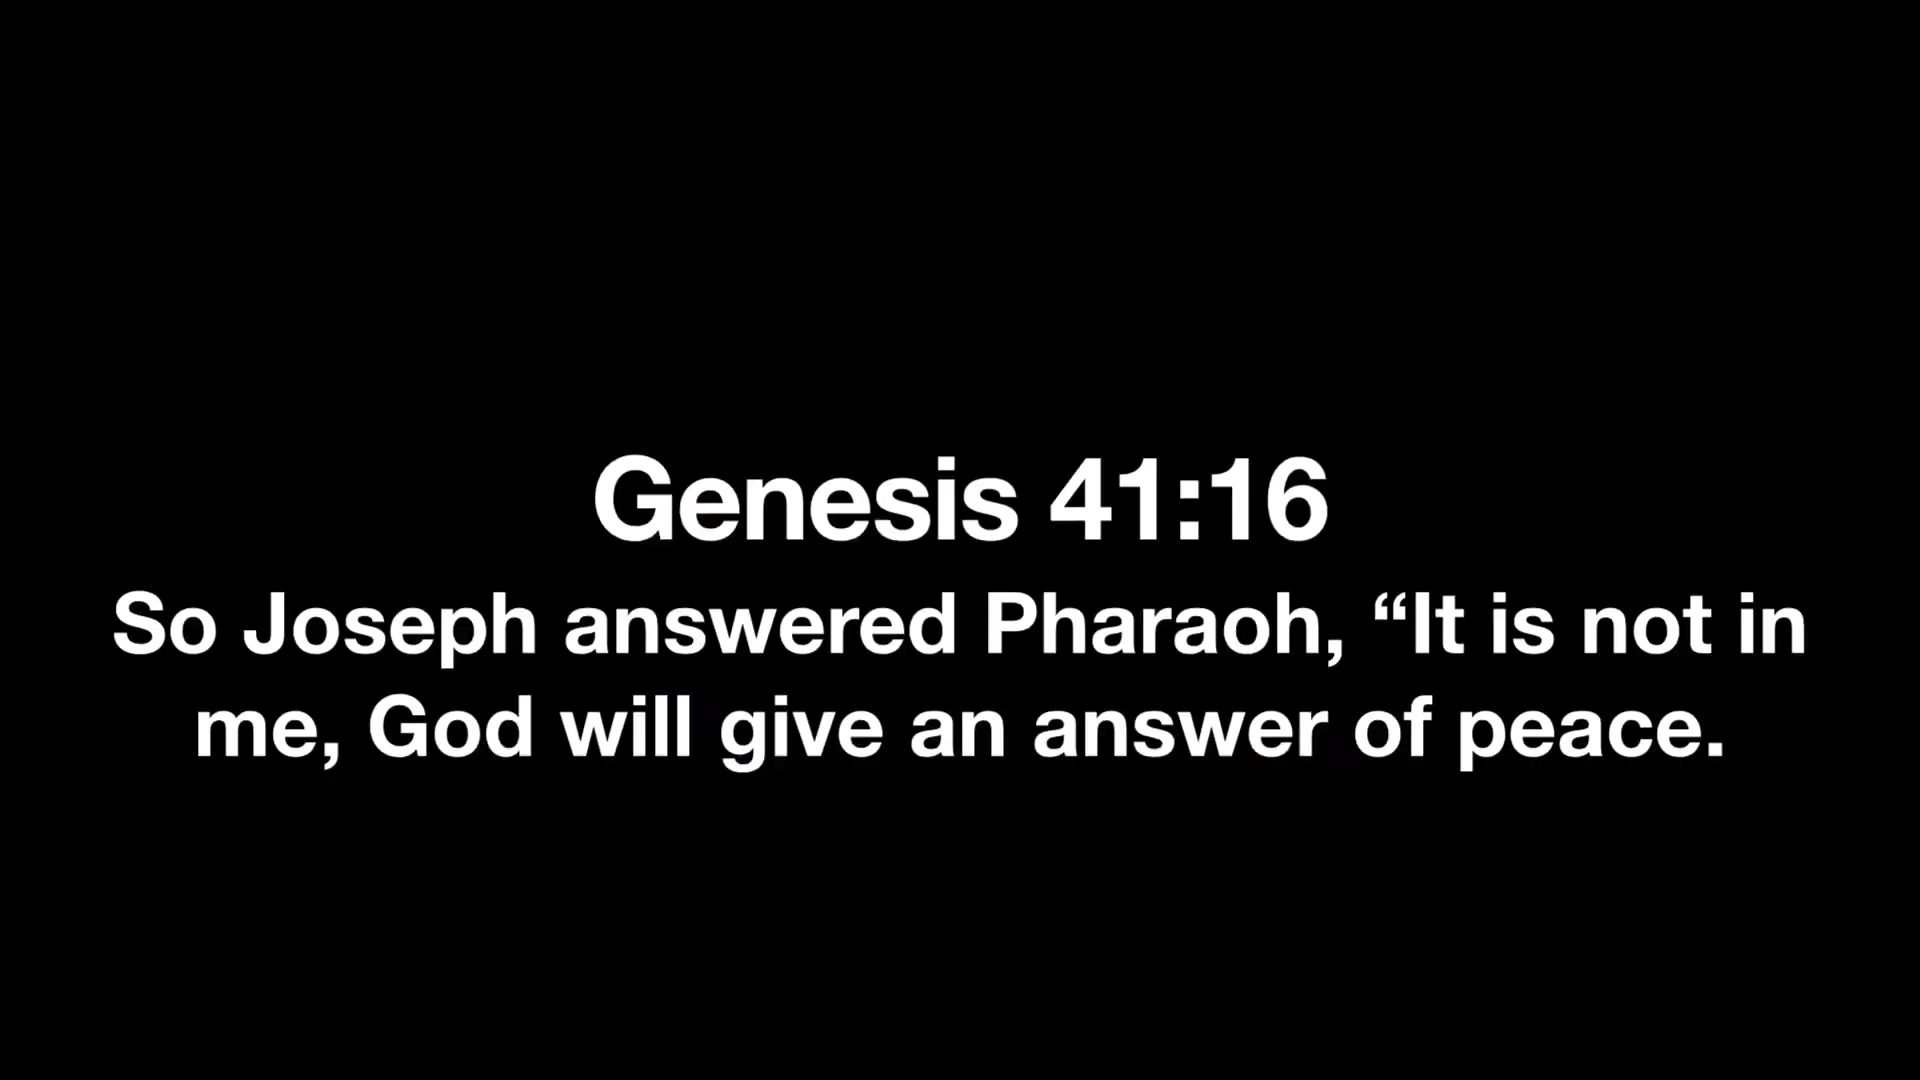 Genesis 41:16
So Joseph answered Pharaoh, “It is not in
me, God will give an answer of peace.